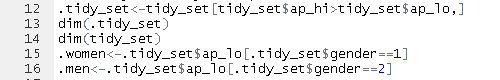 12 .tidy_set<-tidy_set[tidy_set$ap_hi>tidy_set$ap_lo,]
13 dim(.tidy_set)
14 dim(tidy_set)
15 .women<-.tidy_set$ap_lo[.tidy_set$gender==1]
16 .men<-.tidy_set$ap_lo[.tidy_set$gender==2]